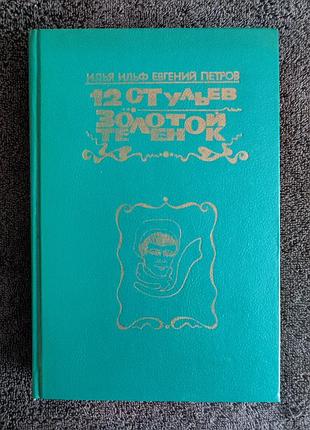 ИЛЬЯ ИЛЬФ ЕВГЕНИЙ ПЕТРОВ
12 СТУЛЬЕВ
ЗОЛОТОЙ
ТЕЛЕНОК